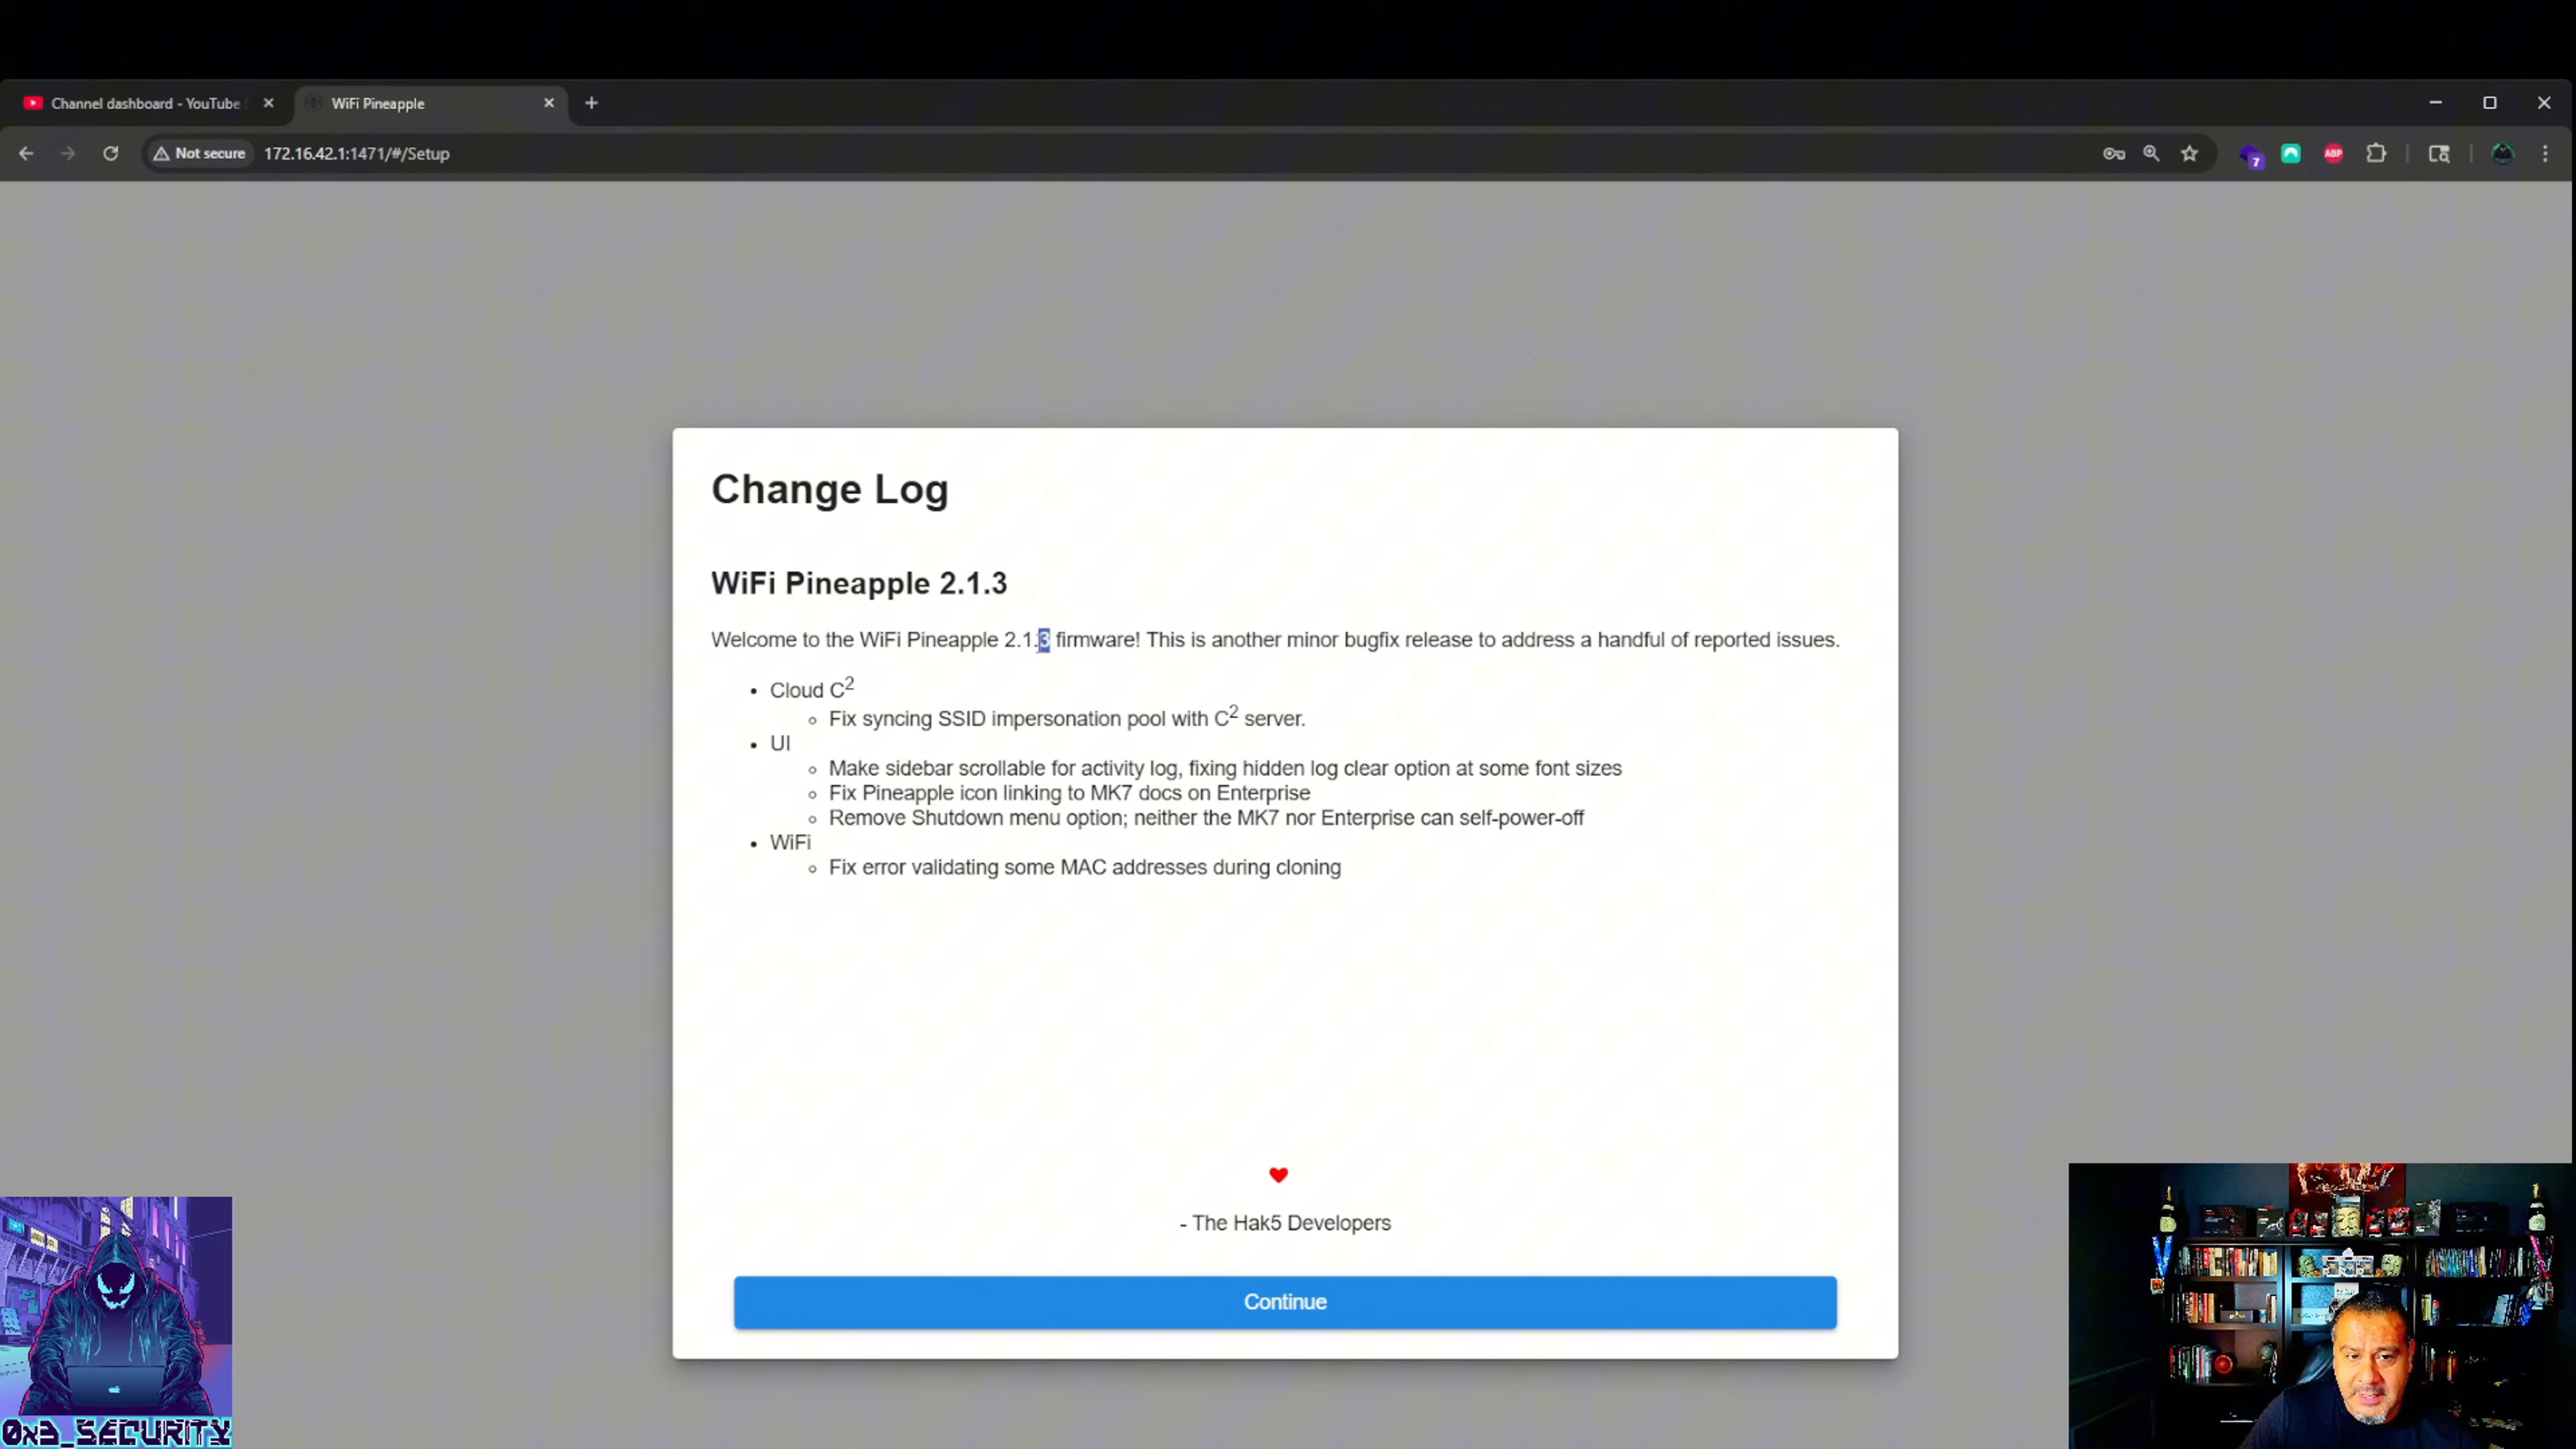 Channel dashboard - YouTube
WiFi Pineapple
Not secure
172.16.42.1:1471/#/Setup
7
ABP
Change Log
WiFi Pineapple 2.1.3
Welcome to the WiFi Pineapple 2.1.3 firmware! This is another minor bugfix release to address a handful of reported issues.
• Cloud C²
○ Fix syncing SSID impersonation pool with C² server.
• UI
○ Make sidebar scrollable for activity log, fixing hidden log clear option at some font sizes
○ Fix Pineapple icon linking to MK7 docs on Enterprise
○ Remove Shutdown menu option; neither the MK7 nor Enterprise can self-power-off
• WiFi
○ Fix error validating some MAC addresses during cloning
- The Hak5 Developers
Continue
0x3_SECURITY